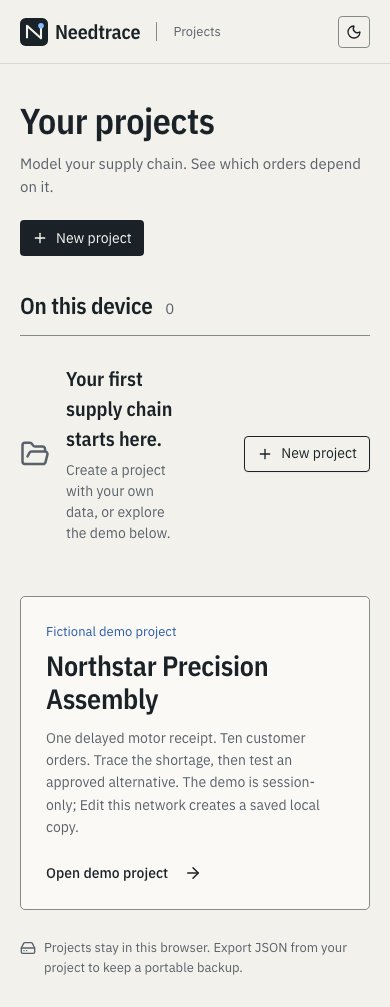 Needtrace
Projects
Your projects
Model your supply chain. See which orders depend
on it.
New project
On this device 0
Your first
supply chain
starts here.
Create a project
with your own
data, or explore
the demo below.
New project
Fictional demo project
Northstar Precision
Assembly
One delayed motor receipt. Ten customer
orders. Trace the shortage, then test an
approved alternative. The demo is session-
only; Edit this network creates a saved local
copy.
Open demo project
Projects stay in this browser. Export JSON from your
project to keep a portable backup.